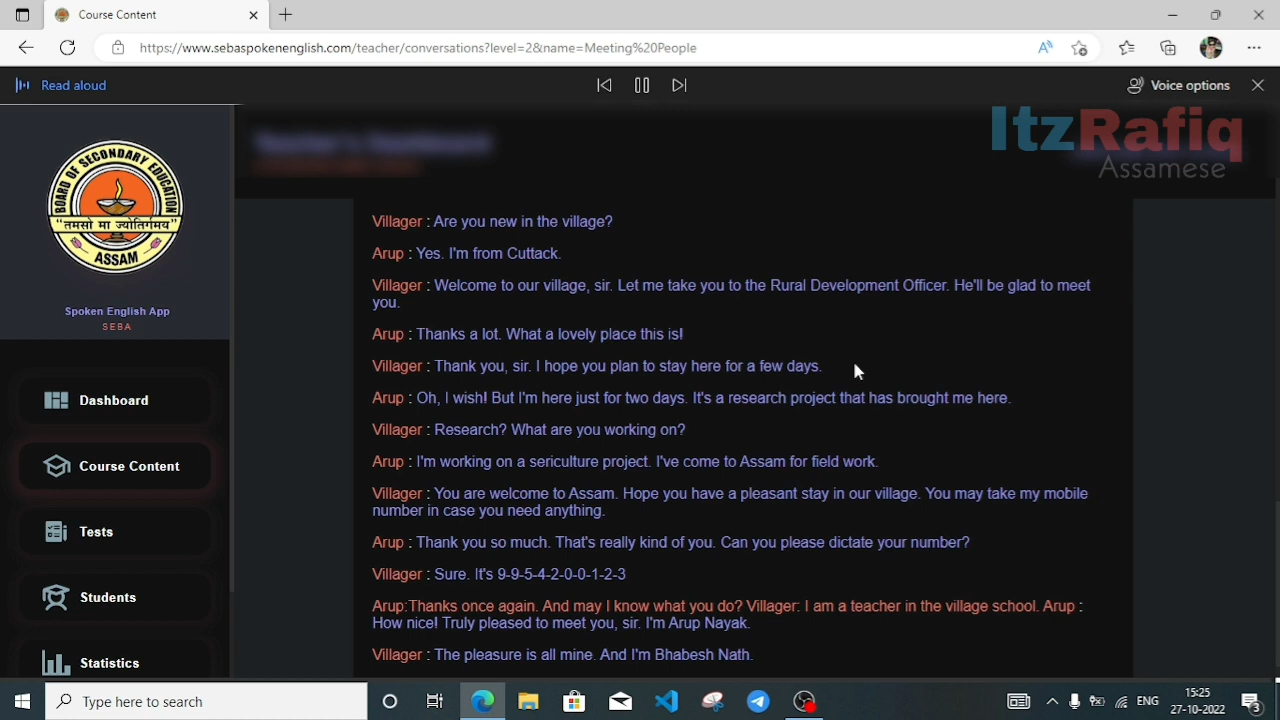 Course Content
https://www.sebaspokenenglish.com/teacher/conversations?level=2&name=Meeting%20People
Read aloud
Voice options
ItzRafiq
Assamese
BOARD OF SECONDARY EDUCATION
"तमसो मा ज्योतिगमय"
ASSAM
Spoken English App
SEBA
Dashboard
Course Content
Tests
Students
Statistics
Teacher's Dashboard
Villager : Are you new in the village?
Arup : Yes. I'm from Cuttack.
Villager : Welcome to our village, sir. Let me take you to the Rural Development Officer. He'll be glad to meet
you.
Arup : Thanks a lot. What a lovely place this is!
Villager : Thank you, sir. I hope you plan to stay here for a few days.
Arup : Oh, I wish! But I'm here just for two days. It's a research project that has brought me here.
Villager : Research? What are you working on?
Arup : I'm working on a sericulture project. I've come to Assam for field work.
Villager : You are welcome to Assam. Hope you have a pleasant stay in our village. You may take my mobile
number in case you need anything.
Arup : Thank you so much. That's really kind of you. Can you please dictate your number?
Villager : Sure. It's 9-9-5-4-2-0-0-1-2-3
Arup:Thanks once again. And may I know what you do? Villager: I am a teacher in the village school. Arup :
How nice! Truly pleased to meet you, sir. I'm Arup Nayak.
Villager : The pleasure is all mine. And I'm Bhabesh Nath.
Type here to search
ENG
15:25
27-10-2022
3